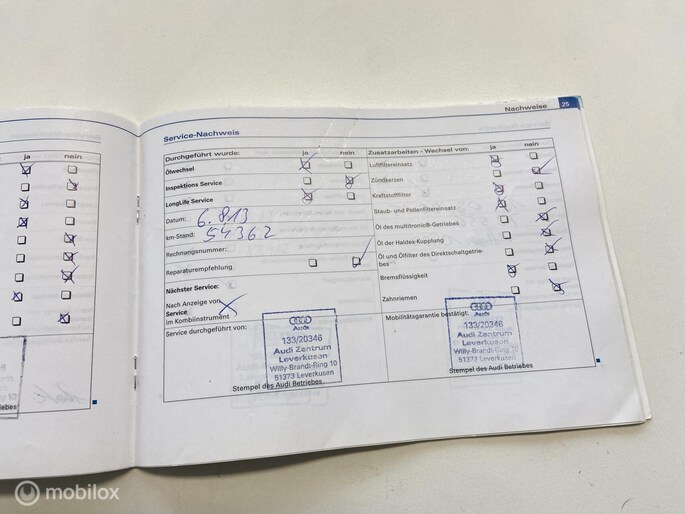 Nachweise 25
Service-Nachweis
Durchgeführt wurde: ja nein
Ölwechsel
Inspektions Service
LongLife Service
Datum: 6.813
km-Stand: 54362
Rechnungsnummer:
Reparaturempfehlung
Nächster Service:
Nach Anzeige von
Service
im Kombiinstrument
Service durchgeführt von:
Audi
133/20346
Audi Zentrum
Leverkusen
Willy-Brandt-Ring 10
51373 Leverkusen
Stempel des Audi Betriebes
Zusatzarbeiten - Wechsel von: ja nein
Luftfiltereinsatz
Zündkerzen
Kraftstofffilter
Staub- und Pollenfiltereinsatz
Öl des multitronic®-Getriebes
Öl der Haldex-Kupplung
Öl und Ölfilter des Direktschaltgetrie-
bes
Bremsflüssigkeit
Zahnriemen
Mobilitätsgarantie bestätigt:
Audi
133/20346
Audi Zentrum
Leverkusen
Willy-Brandt-Ring 10
51373 Leverkusen
Stempel des Audi Betriebes
ja nein
mobilox